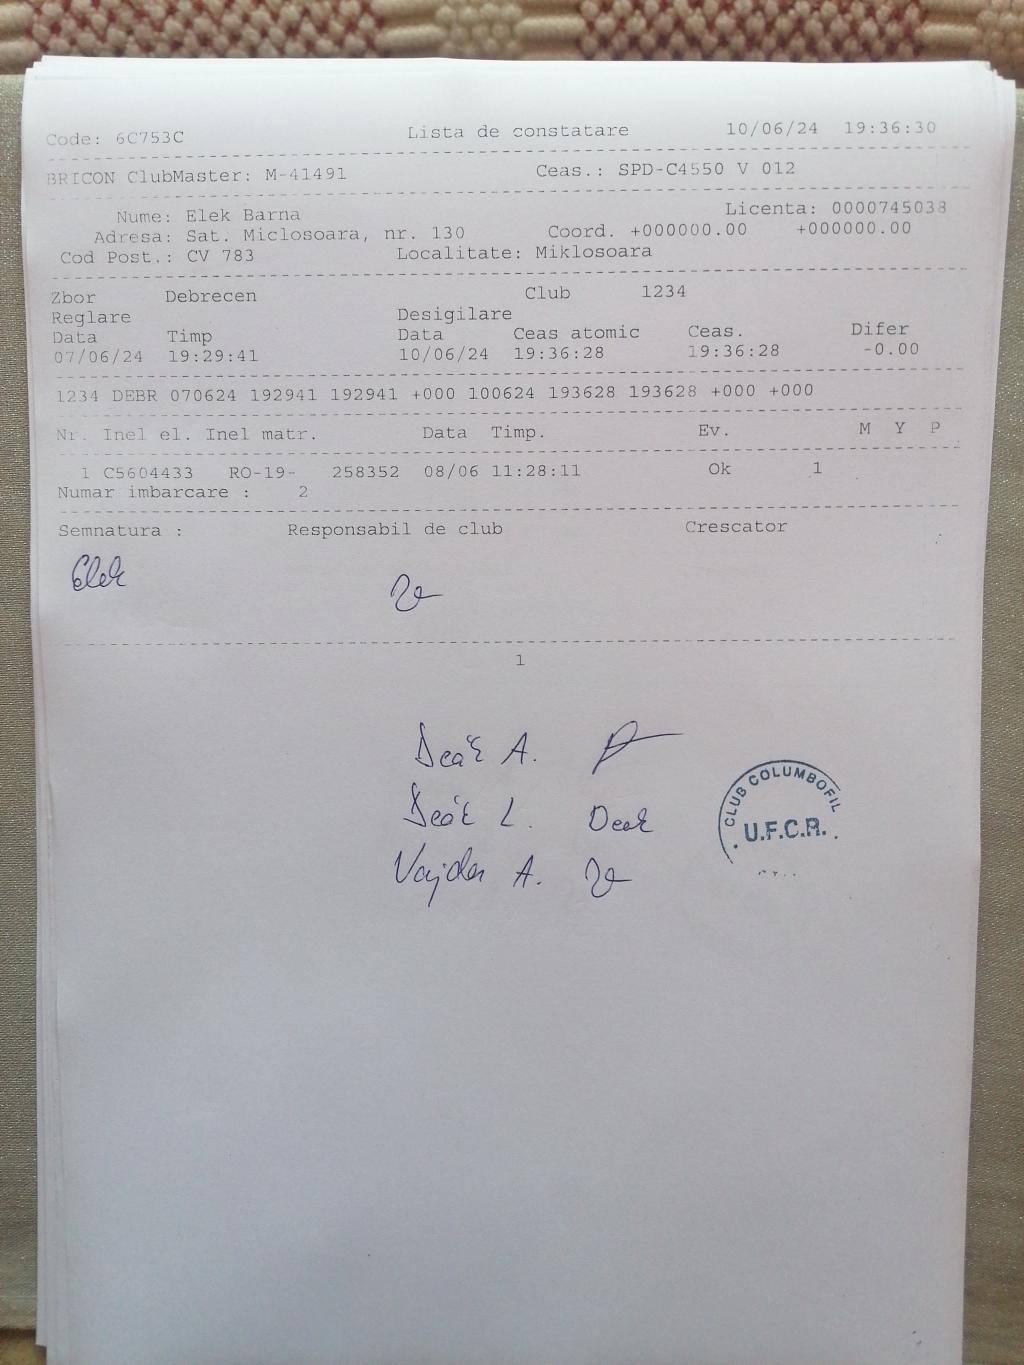 Code: 6C753C Lista de constatare 10/06/24 19:36:30
BRICON ClubMaster: M-41491 Ceas.: SPD-C4550 V 012
Nume: Elek Barna Licenta: 0000745038
Adresa: Sat. Miclosoara, nr. 130 Coord. +000000.00 +000000.00
Cod Post.: CV 783 Localitate: Miklosoara
Zbor Debrecen Club 1234
Reglare Desigilare
Data Timp Data Ceas atomic Ceas. Difer
07/06/24 19:29:41 10/06/24 19:36:28 19:36:28 -0.00
1234 DEBR 070624 192941 192941 +000 100624 193628 193628 +000 +000
Nr. Inel el. Inel matr. Data Timp. Ev. M Y P
1 C5604433 RO-19- 258352 08/06 11:28:11 Ok 1
Numar imbarcare : 2
Semnatura : Responsabil de club Crescator
Elek
1
Deák A.
Deák L. Deak
Vajda A.
CLUB COLUMBOFIL
U.F.C.R.